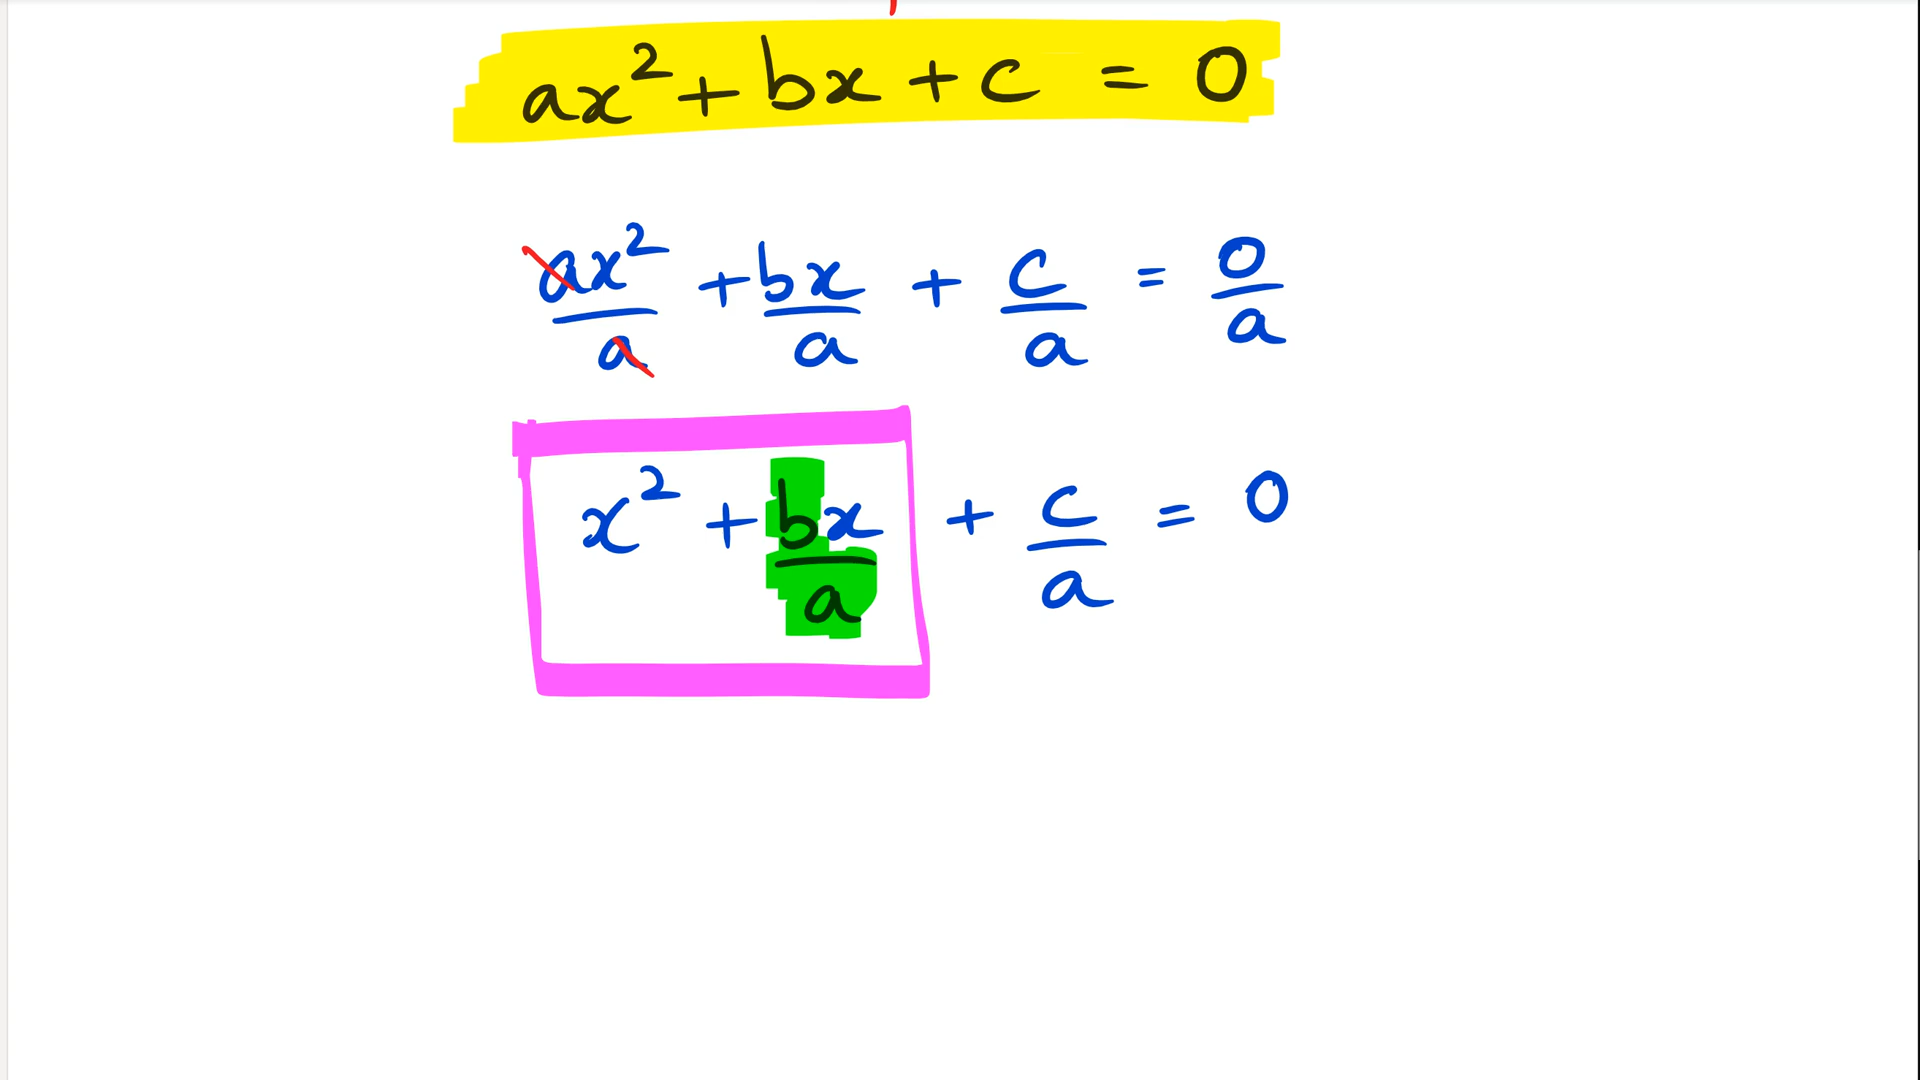 ax² + bx + c = 0
ax²/a + bx/a + c/a = 0/a
x² + bx/a + c/a = 0